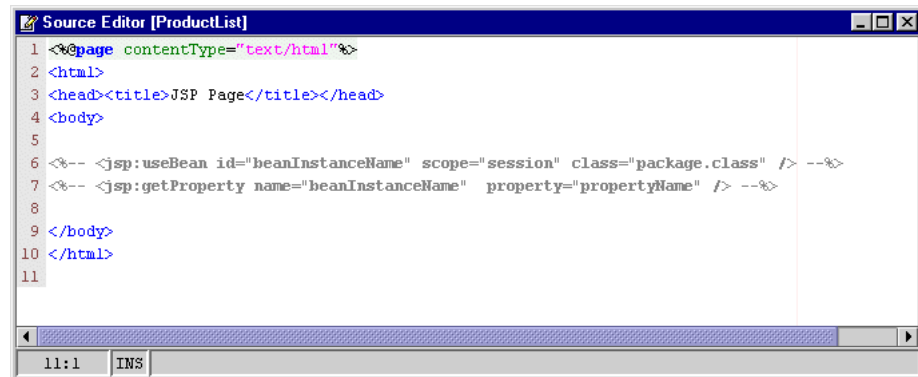 Source Editor [ProductList]
1 <%@page contentType="text/html"%>
2 <html>
3 <head><title>JSP Page</title></head>
4 <body>
5
6 <%-- <jsp:useBean id="beanInstanceName" scope="session" class="package.class" /> --%>
7 <%-- <jsp:getProperty name="beanInstanceName"  property="propertyName" /> --%>
8
9 </body>
10 </html>
11
11:1 INS